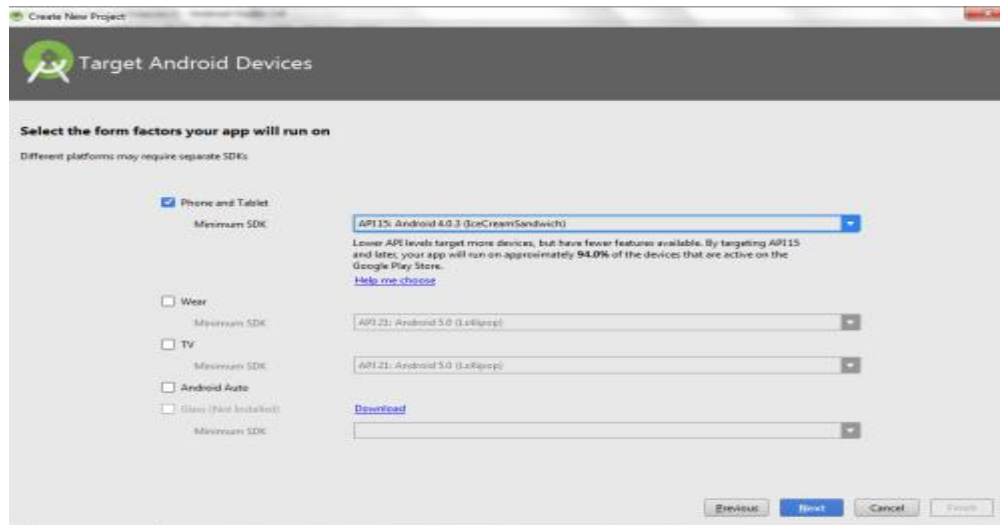 Create New Project
Target Android Devices
Select the form factors your app will run on
Different platforms may require separate SDKs
Phone and Tablet
Minimum SDK
API 15: Android 4.0.3 (IceCreamSandwich)
Lower API levels target more devices, but have fewer features available. By targeting API 15
and later, your app will run on approximately 94.0% of the devices that are active on the
Google Play Store.
Help me choose
Wear
Minimum SDK
API 21: Android 5.0 (Lollipop)
TV
Minimum SDK
API 21: Android 5.0 (Lollipop)
Android Auto
Glass (Not Installed)
Download
Minimum SDK
Previous
Next
Cancel
Finish